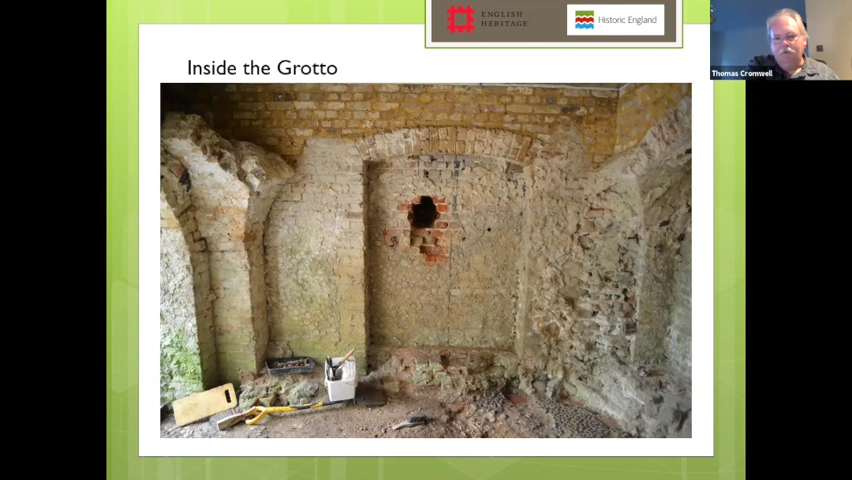 ENGLISH
HERITAGE
Historic England
Thomas Cromwell
Inside the Grotto